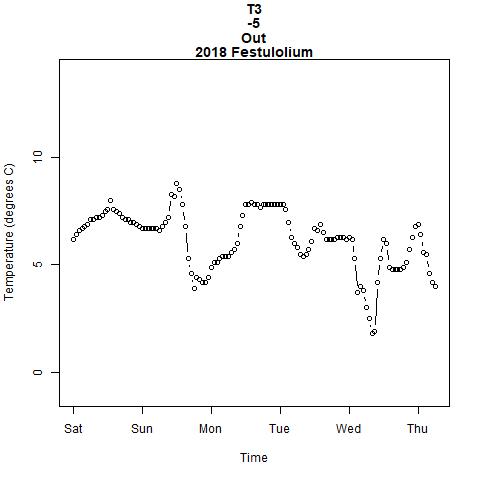 T3
-5
Out
2018 Festulolium
Temperature (degrees C)
10
5
0
Sat Sun Mon Tue Wed Thu
Time